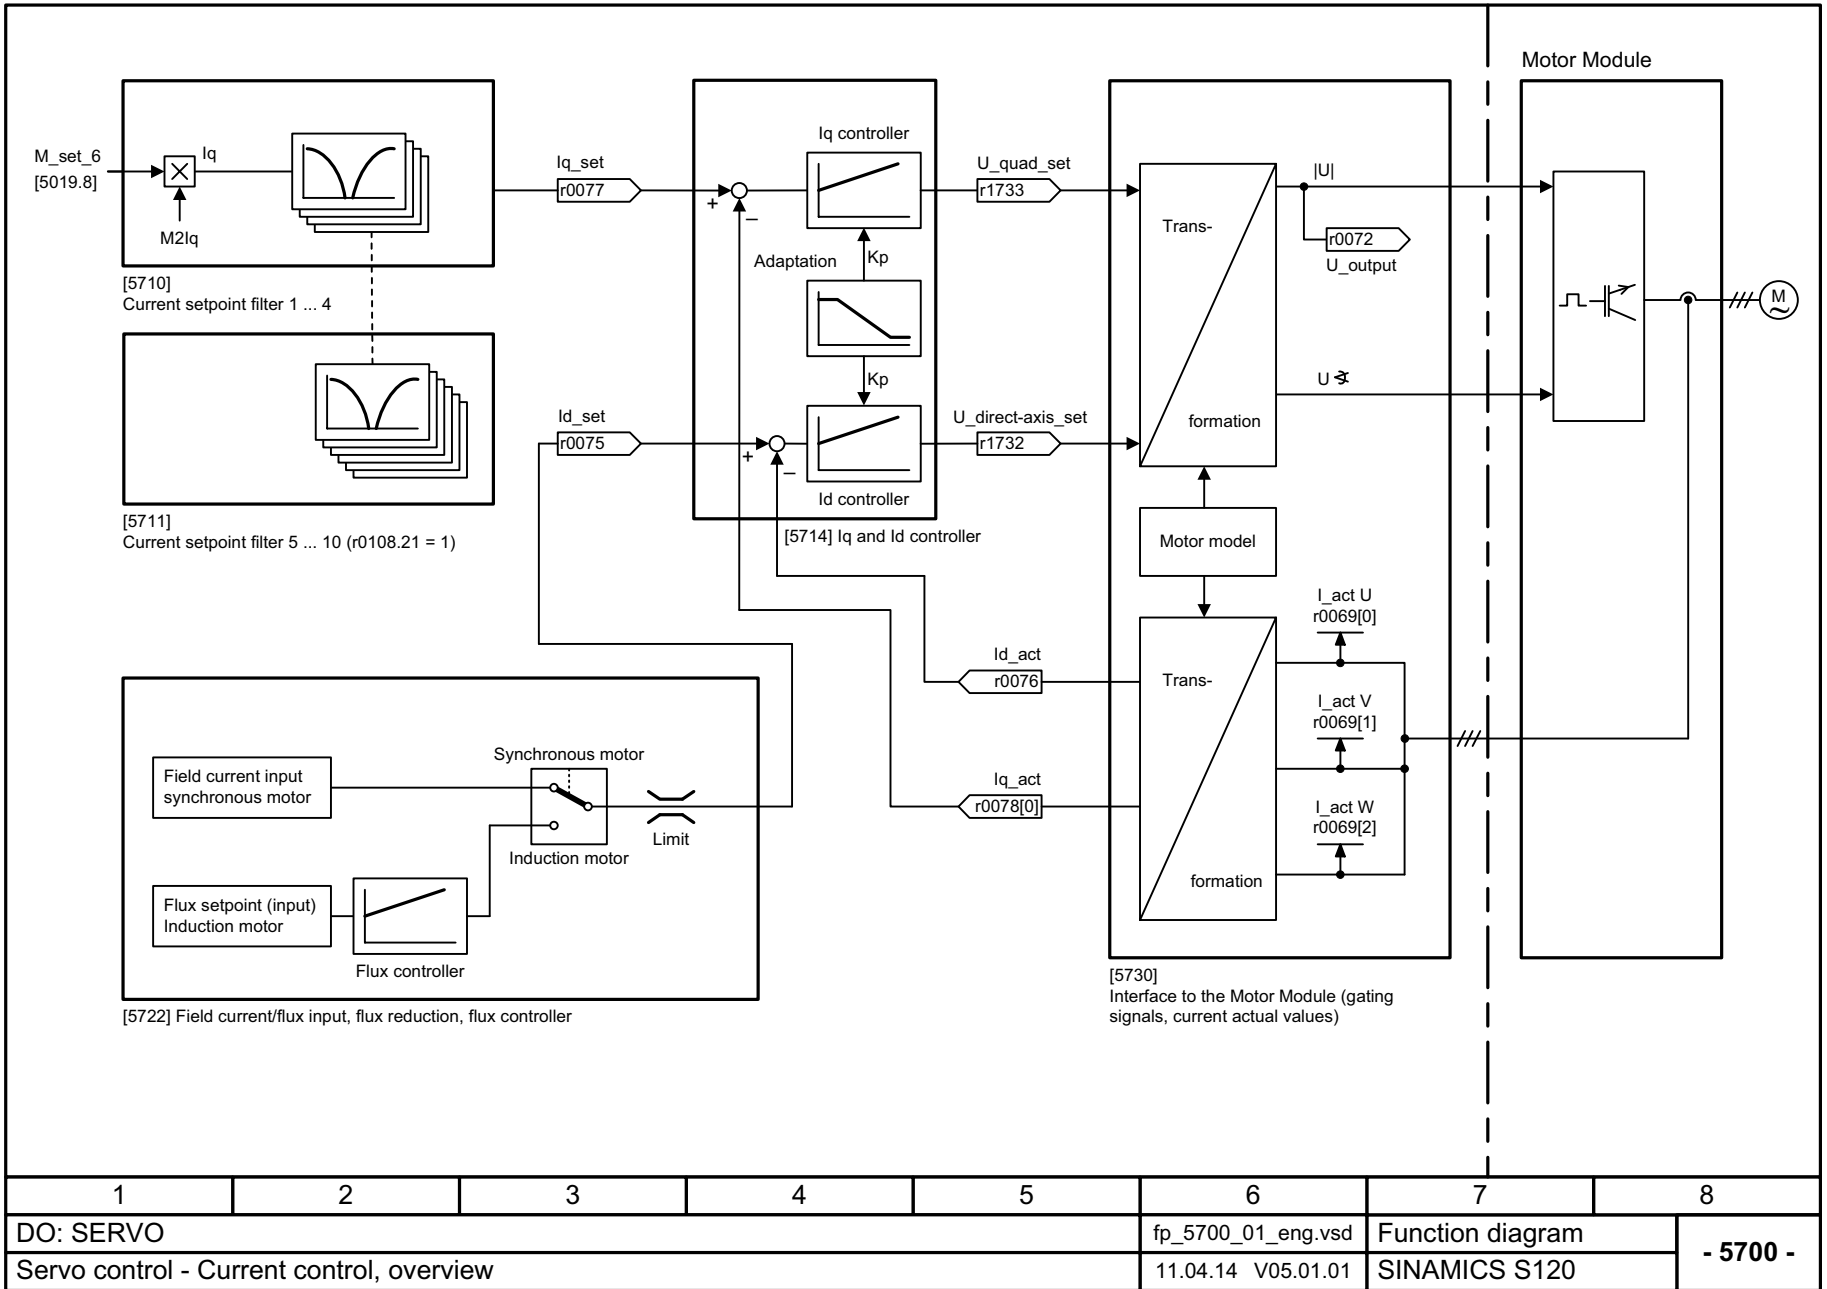 Motor Module
M_set_6
[5019.8]
Iq
M2Iq
[5710]
Current setpoint filter 1 ... 4
[5711]
Current setpoint filter 5 ... 10 (r0108.21 = 1)
Iq_set
r0077
+
–
Iq controller
Adaptation
Kp
Kp
Id_set
r0075
+
–
Id controller
[5714] Iq and Id controller
U_quad_set
r1733
U_direct-axis_set
r1732
Trans-
formation
|U|
r0072
U_output
U
M
~
Motor model
Id_act
r0076
Iq_act
r0078[0]
Trans-
formation
I_act U
r0069[0]
I_act V
r0069[1]
I_act W
r0069[2]
[5730]
Interface to the Motor Module (gating
signals, current actual values)
Field current input
synchronous motor
Synchronous motor
Induction motor
Limit
Flux setpoint (input)
Induction motor
Flux controller
[5722] Field current/flux input, flux reduction, flux controller
1 2 3 4 5 6 7 8
DO: SERVO
fp_5700_01_eng.vsd
Function diagram
- 5700 -
Servo control - Current control, overview
11.04.14 V05.01.01
SINAMICS S120